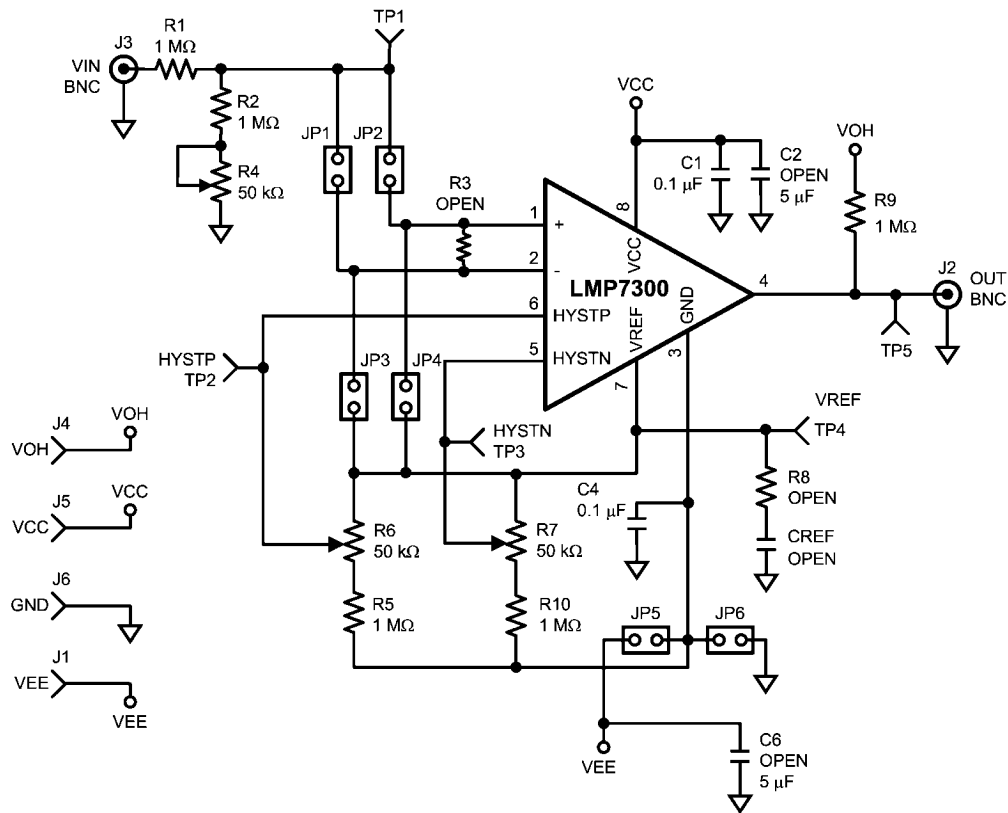 TP1
J3
R1
1 MΩ
VIN
BNC
R2
1 MΩ
R4
50 kΩ
JP1
JP2
R3
OPEN
VCC
C1
0.1 µF
C2
OPEN
5 µF
VOH
R9
1 MΩ
J2
OUT
BNC
TP5
1
+
2
-
6
HYSTP
5
HYSTN
LMP7300
8
VCC
4
GND
3
VREF
7
HYSTP
TP2
JP3
JP4
HYSTN
TP3
VREF
TP4
R8
OPEN
CREF
OPEN
C4
0.1 µF
R6
50 kΩ
R7
50 kΩ
R5
1 MΩ
R10
1 MΩ
JP5
JP6
VEE
C6
OPEN
5 µF
J4
VOH
VOH
J5
VCC
VCC
J6
GND
J1
VEE
VEE